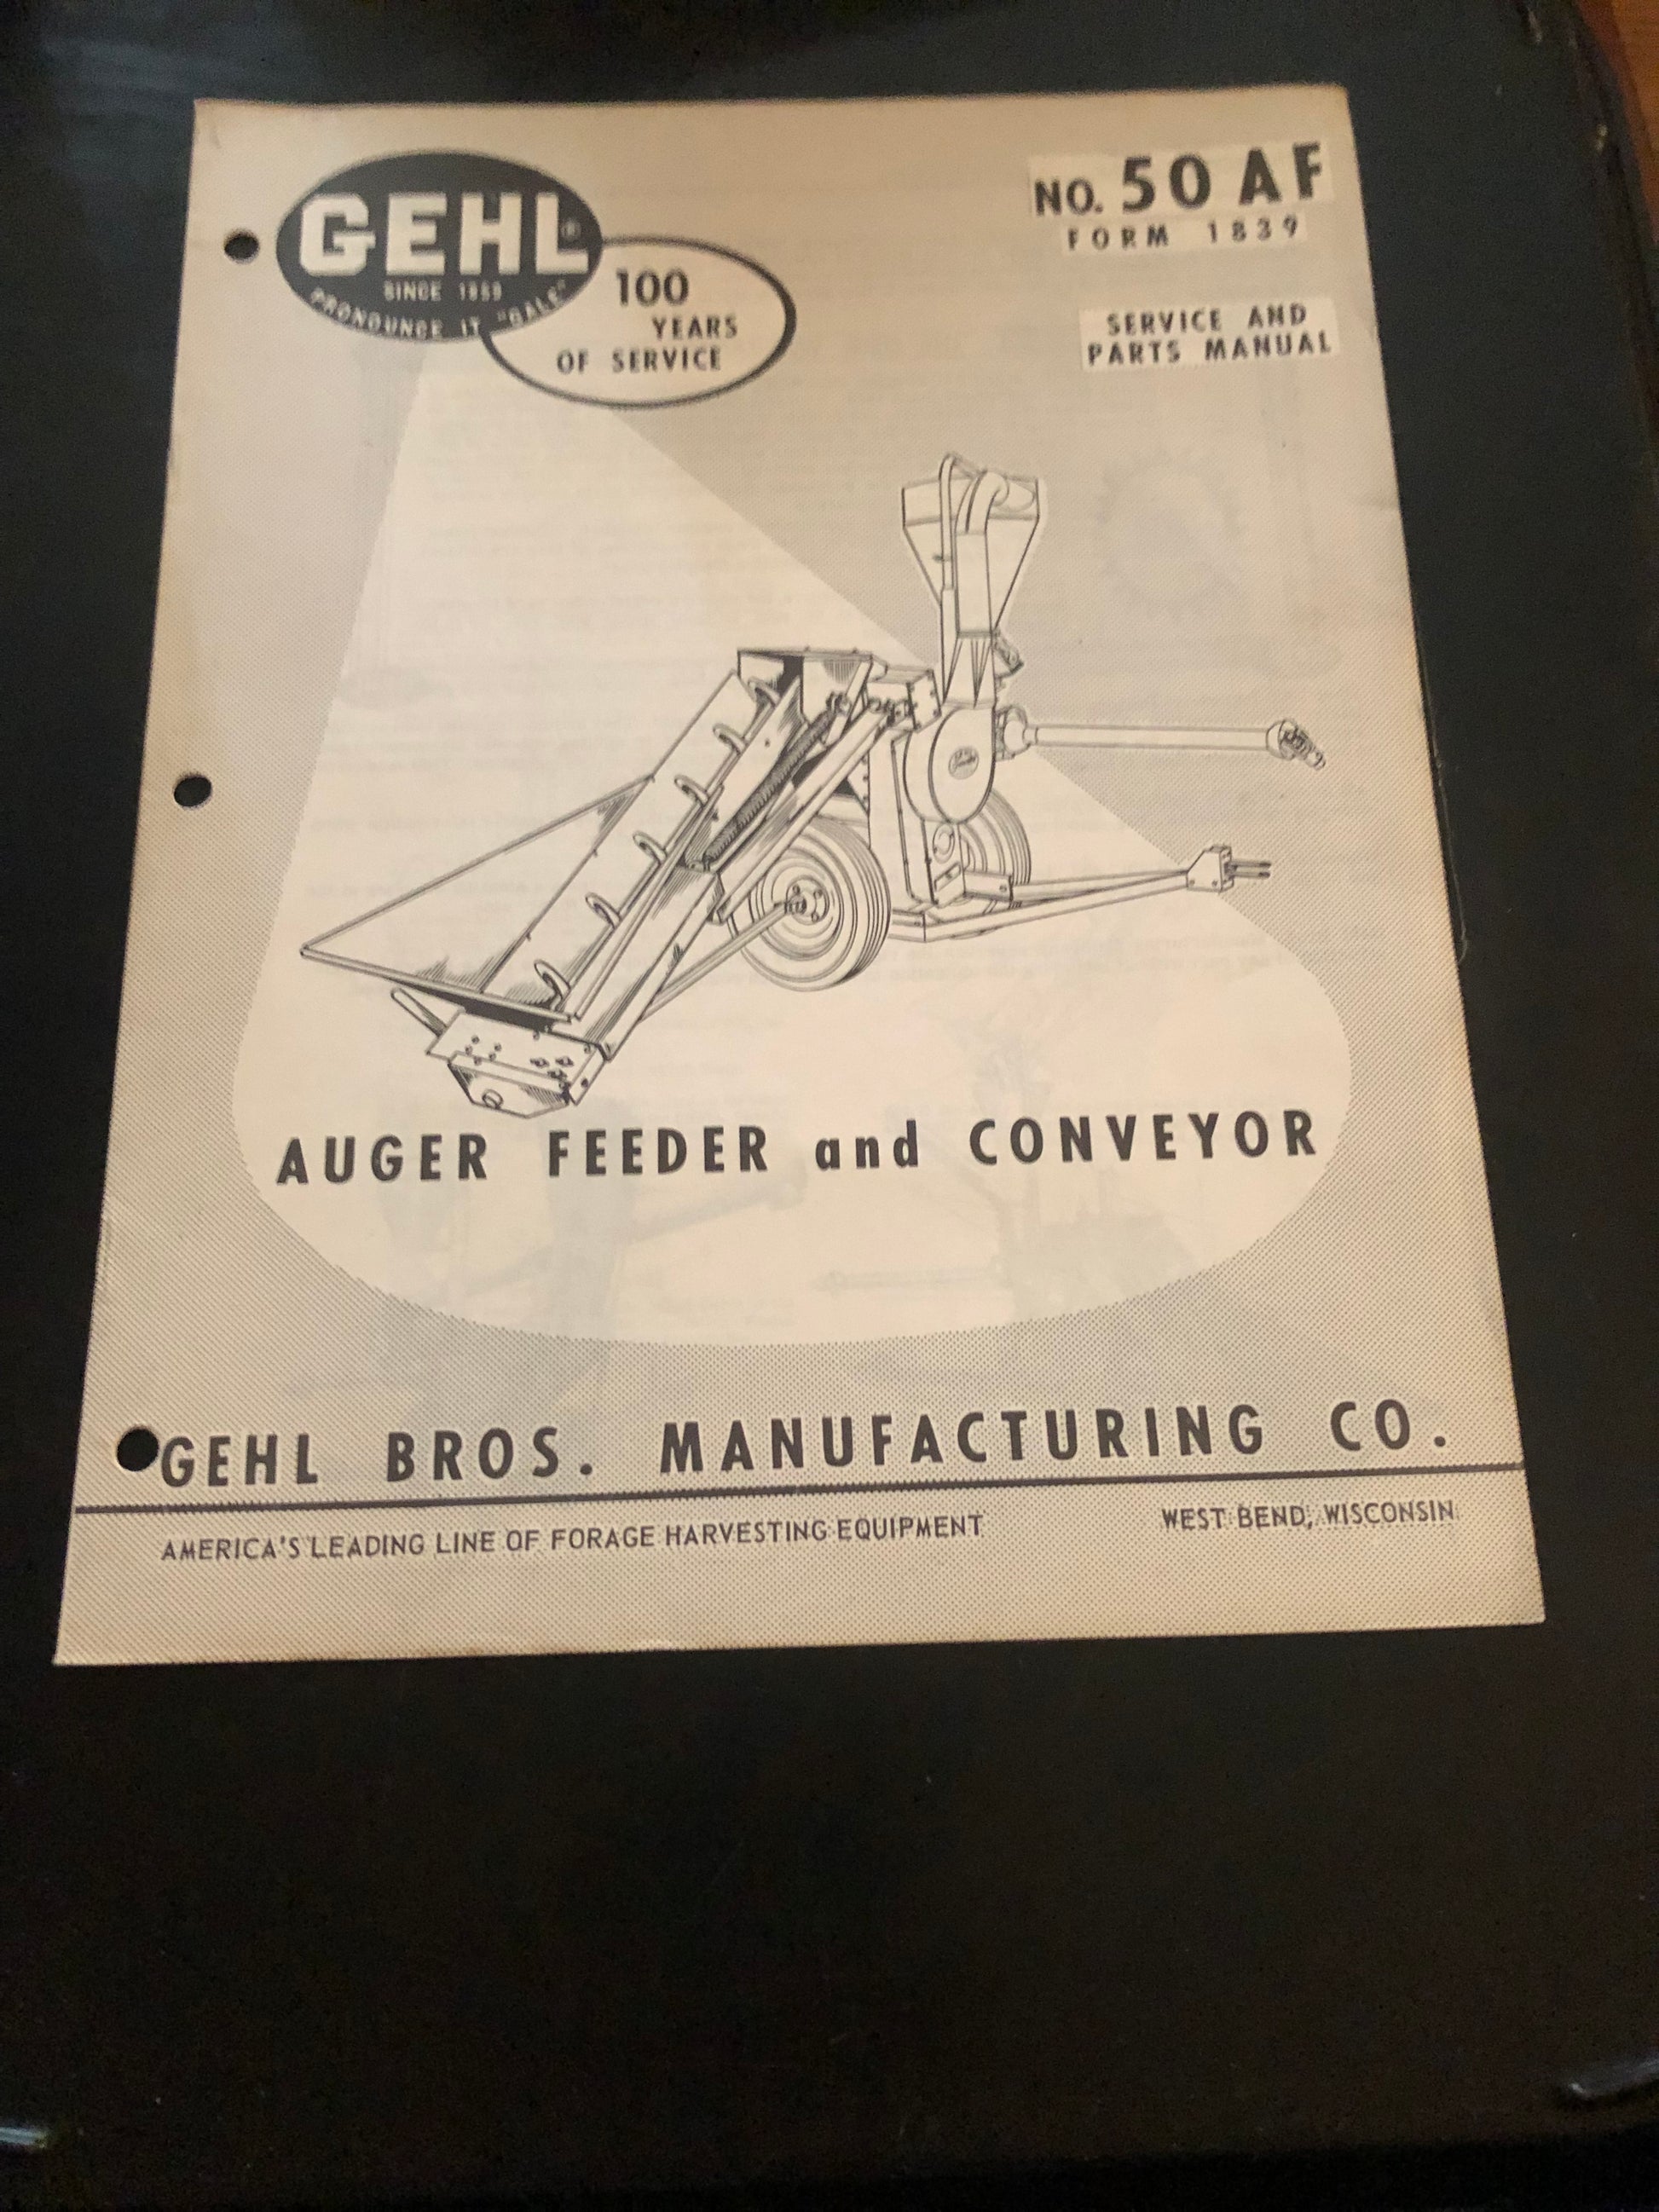 GEHL®
SINCE 1859
PRONOUNCE IT "GALE"
100
YEARS
OF SERVICE
NO. 50 AF
FORM 1839
SERVICE AND
PARTS MANUAL
AUGER FEEDER and CONVEYOR
GEHL BROS. MANUFACTURING CO.
AMERICA'S LEADING LINE OF FORAGE HARVESTING EQUIPMENT
WEST BEND, WISCONSIN